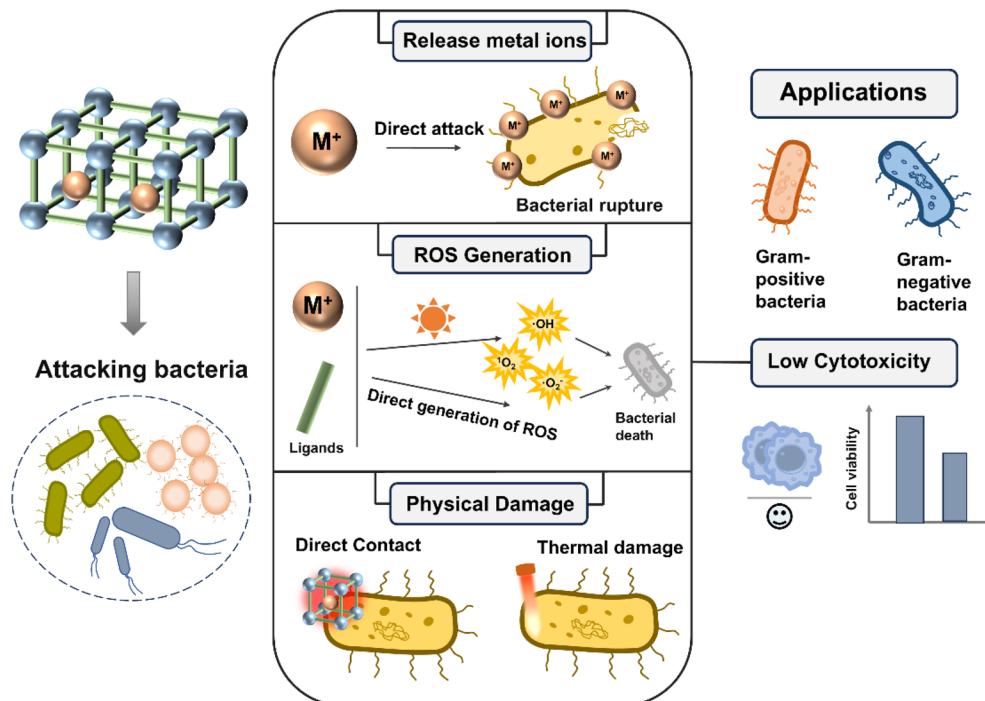 Release metal ions
M⁺
Direct attack
M⁺
M⁺
M⁺
M⁺
M⁺
M⁺
Bacterial rupture
ROS Generation
M⁺
Ligands
·OH
¹O₂
·O₂⁻
Direct generation of ROS
Bacterial
death
Physical Damage
Direct Contact
Thermal damage
Attacking bacteria
Applications
Gram-
positive
bacteria
Gram-
negative
bacteria
Low Cytotoxicity
Cell viability